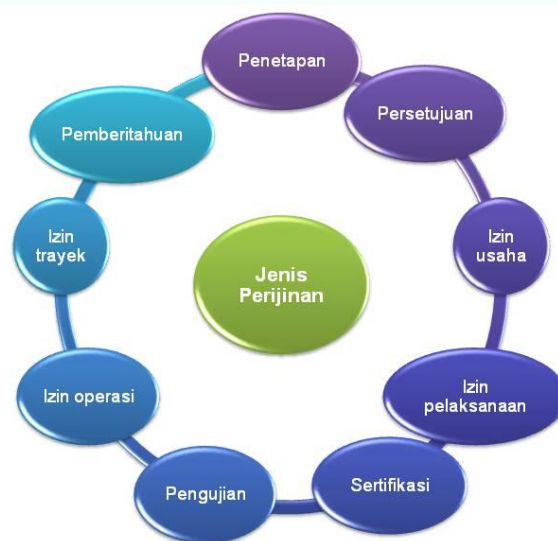 Penetapan
Persetujuan
Izin
usaha
Izin
pelaksanaan
Sertifikasi
Pengujian
Izin operasi
Izin
trayek
Pemberitahuan
Jenis
Perijinan